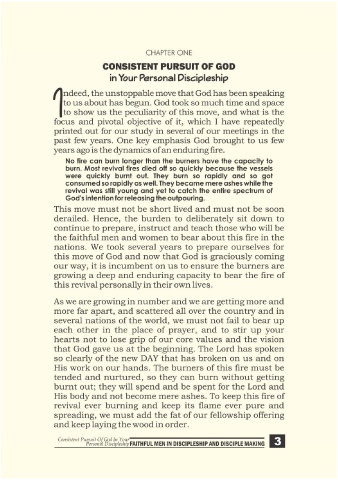 CHAPTER ONE
CONSISTENT PURSUIT OF GOD
in Your Personal Discipleship
Indeed, the unstoppable move that God has been speaking
to us about has begun. God took so much time and space
to show us the peculiarity of this move, and what is the
focus and pivotal objective of it, which I have repeatedly
printed out for our study in several of our meetings in the
past few years. One key emphasis God brought to us few
years ago is the dynamics of an enduring fire.
No fire can burn longer than the burners have the capacity to
burn. Most revival fires died off so quickly because the vessels
were quickly burnt out. They burn so rapidly and so got
consumed so rapidly as well. They became mere ashes while the
revival was still young and yet to catch the entire spectrum of
God's intention for releasing the outpouring.
This move must not be short lived and must not be soon
derailed. Hence, the burden to deliberately sit down to
continue to prepare, instruct and teach those who will be
the faithful men and women to bear about this fire in the
nations. We took several years to prepare ourselves for
this move of God and now that God is graciously coming
our way, it is incumbent on us to ensure the burners are
growing a deep and enduring capacity to bear the fire of
this revival personally in their own lives.
As we are growing in number and we are getting more and
more far apart, and scattered all over the country and in
several nations of the world, we must not fail to bear up
each other in the place of prayer, and to stir up your
hearts not to lose grip of our core values and the vision
that God gave us at the beginning. The Lord has spoken
so clearly of the new DAY that has broken on us and on
His work on our hands. The burners of this fire must be
tended and nurtured, so they can burn without getting
burnt out; they will spend and be spent for the Lord and
His body and not become mere ashes. To keep this fire of
revival ever burning and keep its flame ever pure and
spreading, we must add the fat of our fellowship offering
and keep laying the wood in order.
Consistent Pursuit Of God In Your
Personal Discipleship FAITHFUL MEN IN DISCIPLESHIP AND DISCIPLE MAKING 3